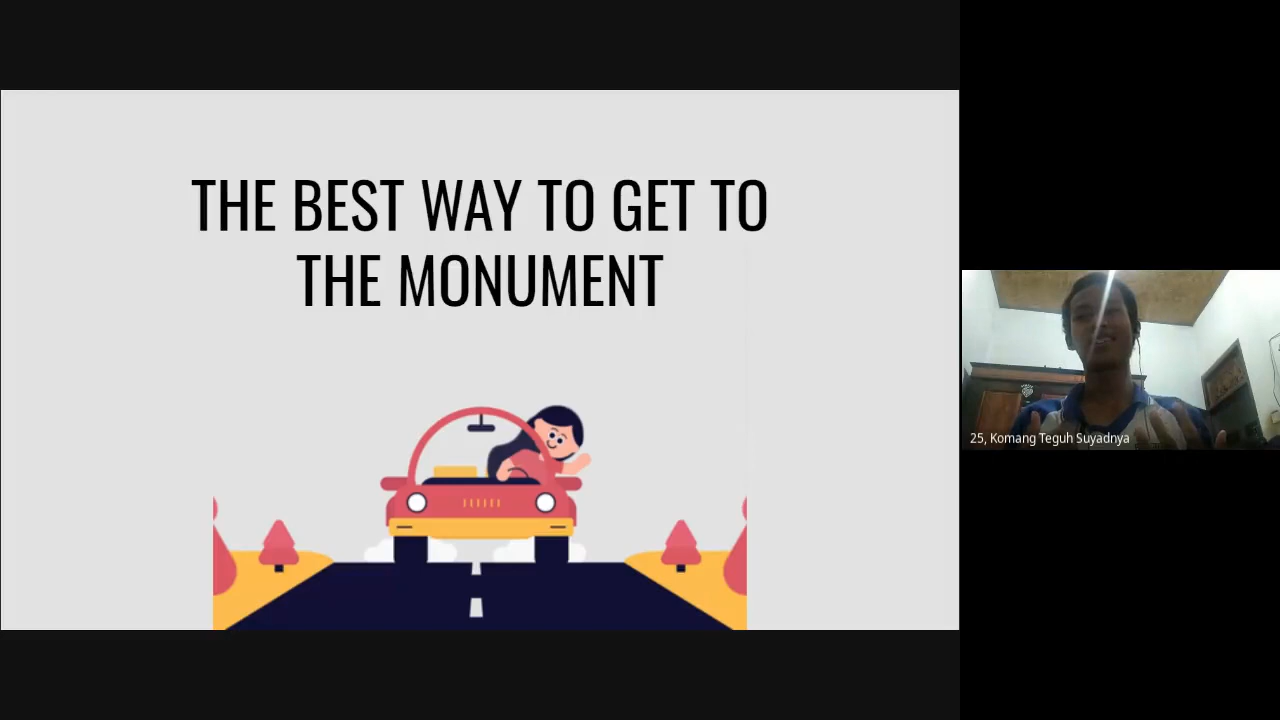 THE BEST WAY TO GET TO
THE MONUMENT
25, Komang Teguh Suyadnya